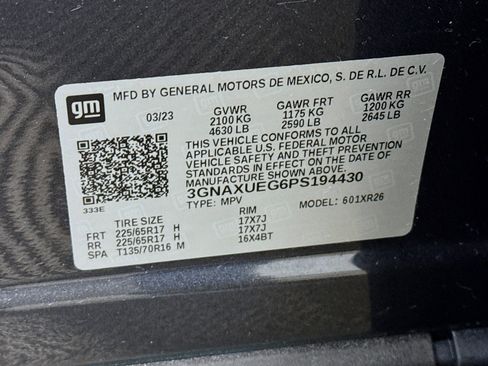 gm MFD BY GENERAL MOTORS DE MEXICO, S. DE R.L. DE C.V.
03/23 GVWR GAWR FRT GAWR RR
2100 KG 1175 KG 1200 KG
4630 LB 2590 LB 2645 LB
THIS VEHICLE CONFORMS TO ALL
APPLICABLE U.S. FEDERAL MOTOR
VEHICLE SAFETY AND THEFT PREVENTION
STANDARDS IN EFFECT ON THE DATE OF
MANUFACTURE SHOWN ABOVE.
3GNAXUEG6PS194430
333E TYPE: MPV MODEL: 601XR26
TIRE SIZE RIM
FRT 225/65R17 H 17X7J
RR 225/65R17 H 17X7J
SPA T135/70R16 M 16X4BT